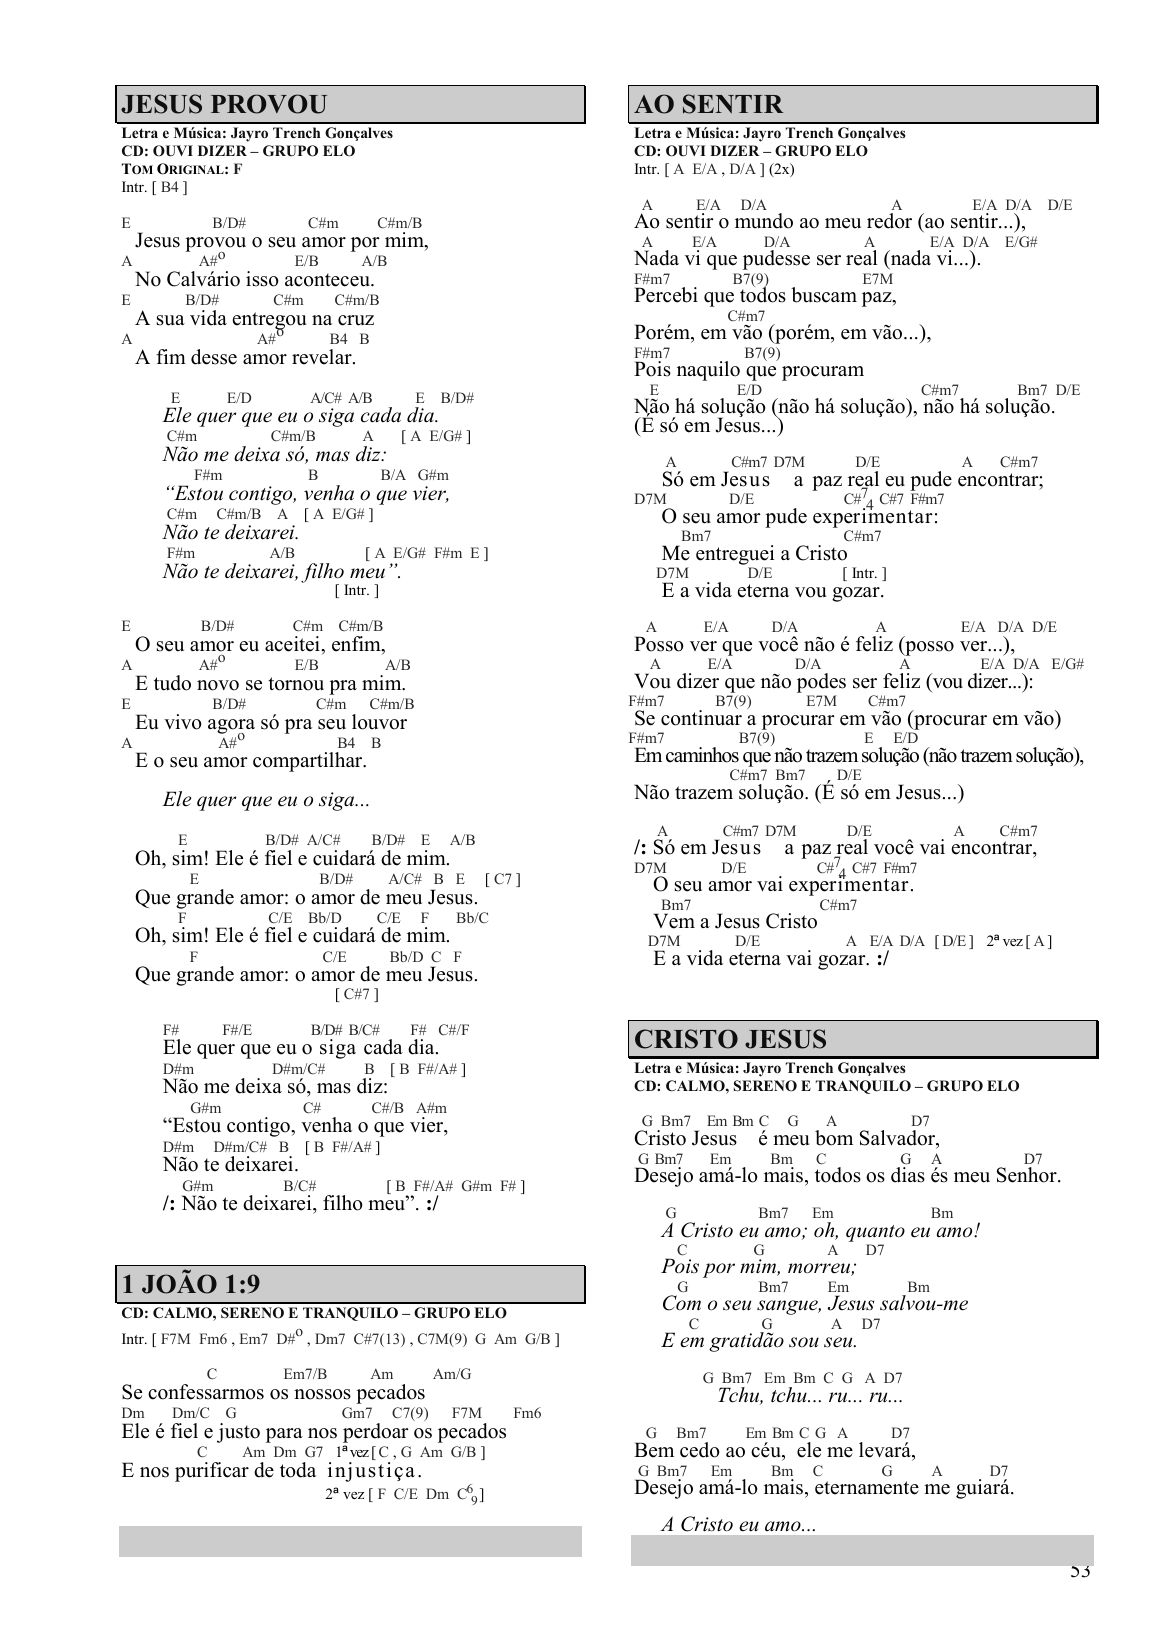 JESUS PROVOU
Letra e Música: Jayro Trench Gonçalves
CD: OUVI DIZER – GRUPO ELO
TOM ORIGINAL: F
Intr. [ B4 ]
E B/D# C#m C#m/B
Jesus provou o seu amor por mim,
A A#º E/B A/B
No Calvário isso aconteceu.
E B/D# C#m C#m/B
A sua vida entregou na cruz
A A#º B4 B
A fim desse amor revelar.
E E/D A/C# A/B E B/D#
Ele quer que eu o siga cada dia.
C#m C#m/B A [ A E/G# ]
Não me deixa só, mas diz:
F#m B B/A G#m
“Estou contigo, venha o que vier,
C#m C#m/B A [ A E/G# ]
Não te deixarei.
F#m A/B [ A E/G# F#m E ]
Não te deixarei, filho meu”.
[ Intr. ]
E B/D# C#m C#m/B
O seu amor eu aceitei, enfim,
A A#º E/B A/B
E tudo novo se tornou pra mim.
E B/D# C#m C#m/B
Eu vivo agora só pra seu louvor
A A#º B4 B
E o seu amor compartilhar.
Ele quer que eu o siga...
E B/D# A/C# B/D# E A/B
Oh, sim! Ele é fiel e cuidará de mim.
E B/D# A/C# B E [ C7 ]
Que grande amor: o amor de meu Jesus.
F C/E Bb/D C/E F Bb/C
Oh, sim! Ele é fiel e cuidará de mim.
F C/E Bb/D C F
Que grande amor: o amor de meu Jesus.
[ C#7 ]
F# F#/E B/D# B/C# F# C#/F
Ele quer que eu o siga cada dia.
D#m D#m/C# B [ B F#/A# ]
Não me deixa só, mas diz:
G#m C# C#/B A#m
“Estou contigo, venha o que vier,
D#m D#m/C# B [ B F#/A# ]
Não te deixarei.
G#m B/C# [ B F#/A# G#m F# ]
/: Não te deixarei, filho meu”. :/
1 JOÃO 1:9
CD: CALMO, SERENO E TRANQUILO – GRUPO ELO
Intr. [ F7M Fm6 , Em7 D#º , Dm7 C#7(13) , C7M(9) G Am G/B ]
C Em7/B Am Am/G
Se confessarmos os nossos pecados
Dm Dm/C G Gm7 C7(9) F7M Fm6
Ele é fiel e justo para nos perdoar os pecados
C Am Dm G7 1ª vez [ C , G Am G/B ]
E nos purificar de toda injustiça.
2ª vez [ F C/E Dm C6 9 ]
AO SENTIR
Letra e Música: Jayro Trench Gonçalves
CD: OUVI DIZER – GRUPO ELO
Intr. [ A E/A , D/A ] (2x)
A E/A D/A A E/A D/A D/E
Ao sentir o mundo ao meu redor (ao sentir...),
A E/A D/A A E/A D/A E/G#
Nada vi que pudesse ser real (nada vi...).
F#m7 B7(9) E7M
Percebi que todos buscam paz,
C#m7
Porém, em vão (porém, em vão...),
F#m7 B7(9)
Pois naquilo que procuram
E E/D C#m7 Bm7 D/E
Não há solução (não há solução), não há solução.
(É só em Jesus...)
A C#m7 D7M D/E A C#m7
Só em Jesus a paz real eu pude encontrar;
D7M D/E C#7 4 C#7 F#m7
O seu amor pude experimentar:
Bm7 C#m7
Me entreguei a Cristo
D7M D/E [ Intr. ]
E a vida eterna vou gozar.
A E/A D/A A E/A D/A D/E
Posso ver que você não é feliz (posso ver...),
A E/A D/A A E/A D/A E/G#
Vou dizer que não podes ser feliz (vou dizer...):
F#m7 B7(9) E7M C#m7
Se continuar a procurar em vão (procurar em vão)
F#m7 B7(9) E E/D
Em caminhos que não trazem solução (não trazem solução),
C#m7 Bm7 D/E
Não trazem solução. (É só em Jesus...)
A C#m7 D7M D/E A C#m7
/: Só em Jesus a paz real você vai encontrar,
D7M D/E C#7 4 C#7 F#m7
O seu amor vai experimentar.
Bm7 C#m7
Vem a Jesus Cristo
D7M D/E A E/A D/A [ D/E ] 2ª vez [ A ]
E a vida eterna vai gozar. :/
CRISTO JESUS
Letra e Música: Jayro Trench Gonçalves
CD: CALMO, SERENO E TRANQUILO – GRUPO ELO
G Bm7 Em Bm C G A D7
Cristo Jesus é meu bom Salvador,
G Bm7 Em Bm C G A D7
Desejo amá-lo mais, todos os dias és meu Senhor.
G Bm7 Em Bm
A Cristo eu amo; oh, quanto eu amo!
C G A D7
Pois por mim, morreu;
G Bm7 Em Bm
Com o seu sangue, Jesus salvou-me
C G A D7
E em gratidão sou seu.
G Bm7 Em Bm C G A D7
Tchu, tchu... ru... ru...
G Bm7 Em Bm C G A D7
Bem cedo ao céu, ele me levará,
G Bm7 Em Bm C G A D7
Desejo amá-lo mais, eternamente me guiará.
A Cristo eu amo...
53